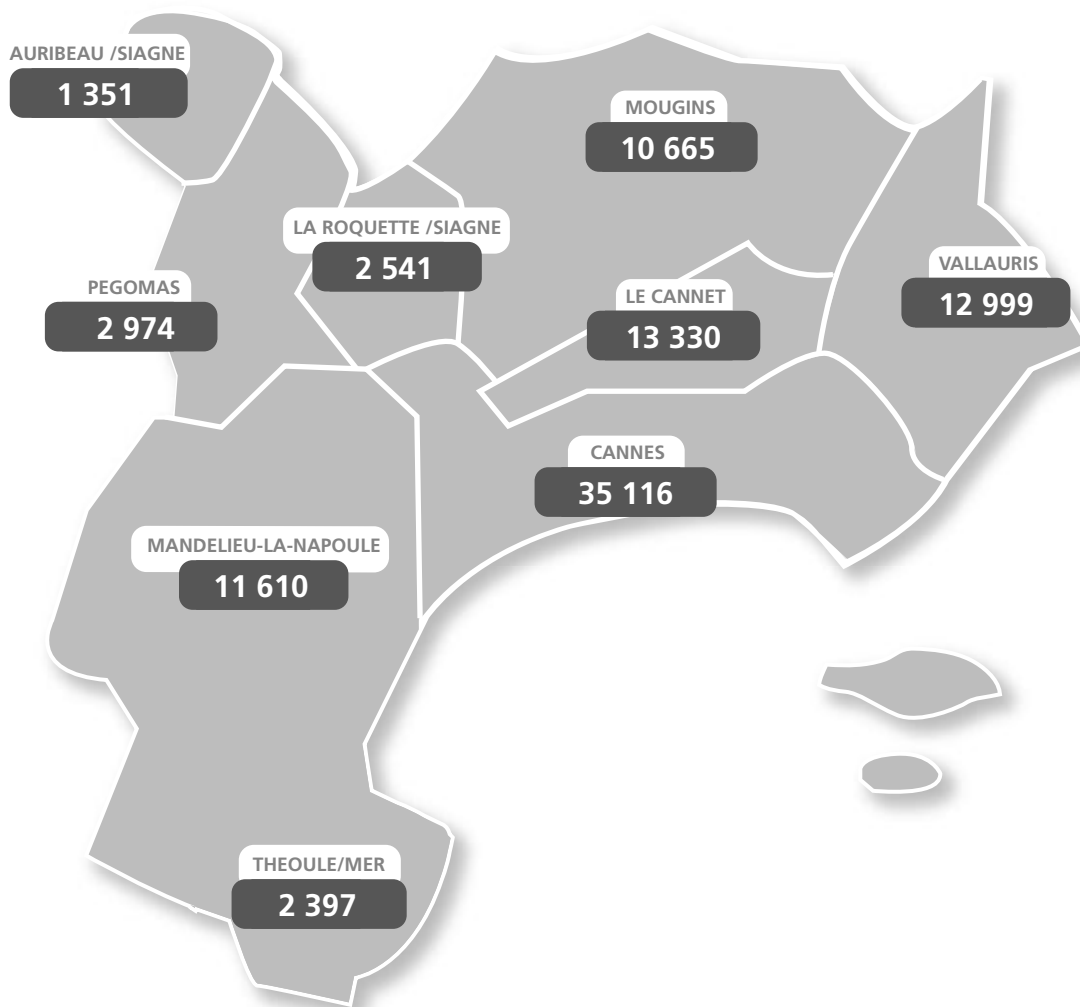 AURIBEAU /SIAGNE
1 351
MOUGINS
10 665
LA ROQUETTE /SIAGNE
2 541
VALLAURIS
12 999
PEGOMAS
2 974
LE CANNET
13 330
CANNES
35 116
MANDELIEU-LA-NAPOULE
11 610
THEOULE/MER
2 397